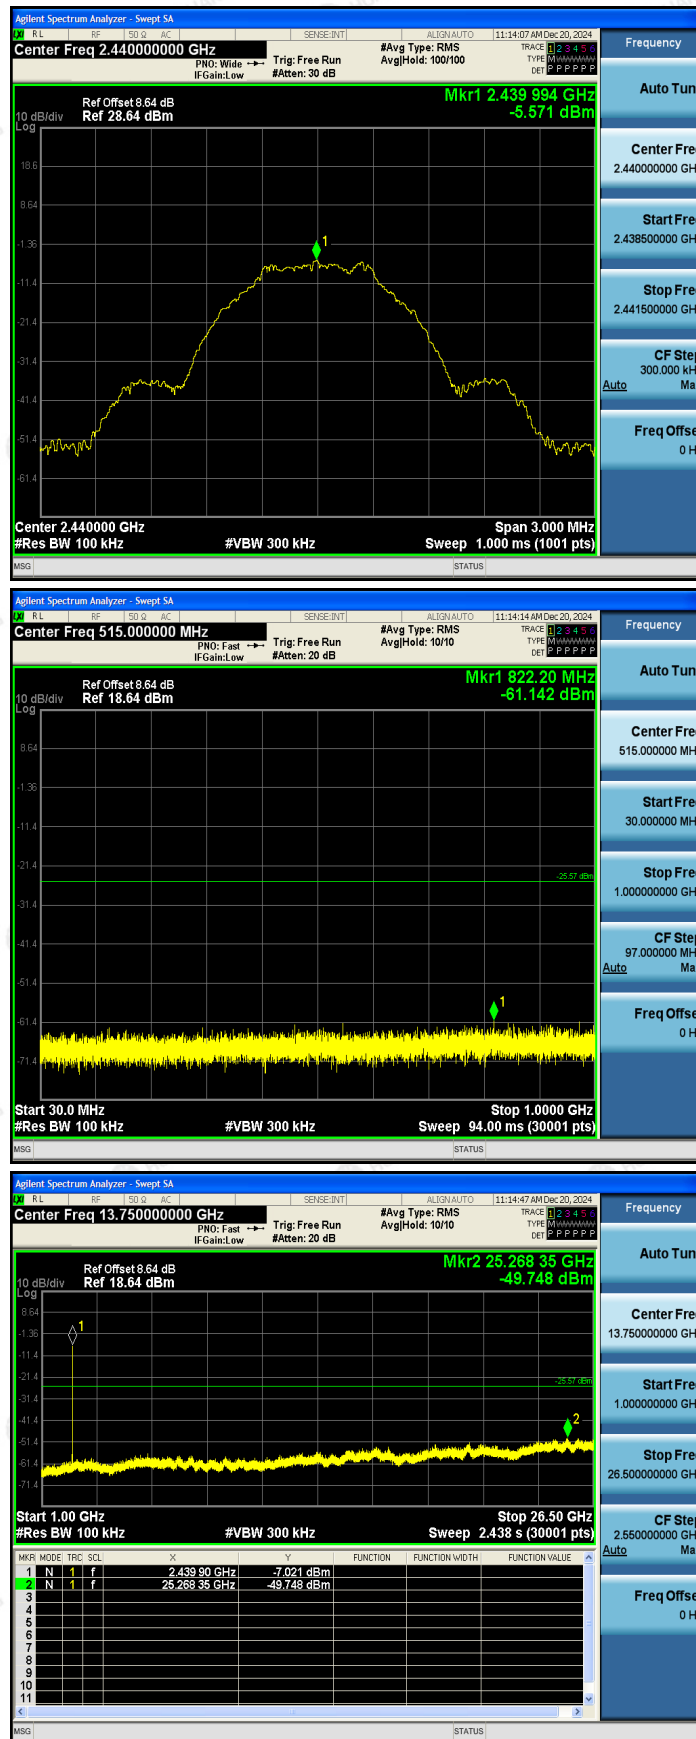 Agilent Spectrum Analyzer - Swept SA
LXI RL RF 50 Ω AC SENSE:INT ALIGN AUTO 11:14:07 AM Dec 20, 2024
Center Freq 2.440000000 GHz #Avg Type: RMS TRACE 1 2 3 4 5 6 Frequency
PNO: Wide Trig: Free Run Avg|Hold: 100/100 TYPE M WWWWW
IFGain:Low #Atten: 30 dB DET P P P P P P
Auto Tun
Ref Offset 8.64 dB Mkr1 2.439 994 GHz
10 dB/div Ref 28.64 dBm -5.571 dBm
Log
18.6
8.64
-1.36
-11.4
-21.4
-31.4
-41.4
-51.4
-61.4
1
Center Fre
2.440000000 GH
Start Fre
2.438500000 GH
Stop Fre
2.441500000 GH
CF Ste
300.000 kH
Auto Ma
Freq Offse
0 H
Center 2.440000 GHz Span 3.000 MHz
#Res BW 100 kHz #VBW 300 kHz Sweep 1.000 ms (1001 pts)
MSG STATUS
Agilent Spectrum Analyzer - Swept SA
LXI RL RF 50 Ω AC SENSE:INT ALIGN AUTO 11:14:14 AM Dec 20, 2024
Center Freq 515.000000 MHz #Avg Type: RMS TRACE 1 2 3 4 5 6 Frequency
PNO: Fast Trig: Free Run Avg|Hold: 10/10 TYPE M WWWWW
IFGain:Low #Atten: 20 dB DET P P P P P P
Auto Tun
Ref Offset 8.64 dB Mkr1 822.20 MHz
10 dB/div Ref 18.64 dBm -61.142 dBm
Log
8.64
-1.36
-11.4
-21.4
-25.57 dBm
-31.4
-41.4
-51.4
-61.4
-71.4
1
Center Fre
515.000000 MH
Start Fre
30.000000 MH
Stop Fre
1.000000000 GH
CF Ste
97.000000 MH
Auto Ma
Freq Offse
0 H
Start 30.0 MHz Stop 1.0000 GHz
#Res BW 100 kHz #VBW 300 kHz Sweep 94.00 ms (30001 pts)
MSG STATUS
Agilent Spectrum Analyzer - Swept SA
LXI RL RF 50 Ω AC SENSE:INT ALIGN AUTO 11:14:47 AM Dec 20, 2024
Center Freq 13.750000000 GHz #Avg Type: RMS TRACE 1 2 3 4 5 6 Frequency
PNO: Fast Trig: Free Run Avg|Hold: 10/10 TYPE M WWWWW
IFGain:Low #Atten: 20 dB DET P P P P P P
Auto Tun
Ref Offset 8.64 dB Mkr2 25.268 35 GHz
10 dB/div Ref 18.64 dBm -49.748 dBm
Log
8.64
-1.36
-11.4
-21.4
-25.57 dBm
-31.4
-41.4
-51.4
-61.4
-71.4
1
2
Center Fre
13.750000000 GH
Start Fre
1.000000000 GH
Stop Fre
26.500000000 GH
CF Ste
2.550000000 GH
Auto Ma
Freq Offse
0 H
Start 1.00 GHz Stop 26.50 GHz
#Res BW 100 kHz #VBW 300 kHz Sweep 2.438 s (30001 pts)
MKR MODE TRC SCL X Y FUNCTION FUNCTION WIDTH FUNCTION VALUE
1 N 1 f 2.439 90 GHz -7.021 dBm
2 N 1 f 25.268 35 GHz -49.748 dBm
3
4
5
6
7
8
9
10
11
MSG STATUS